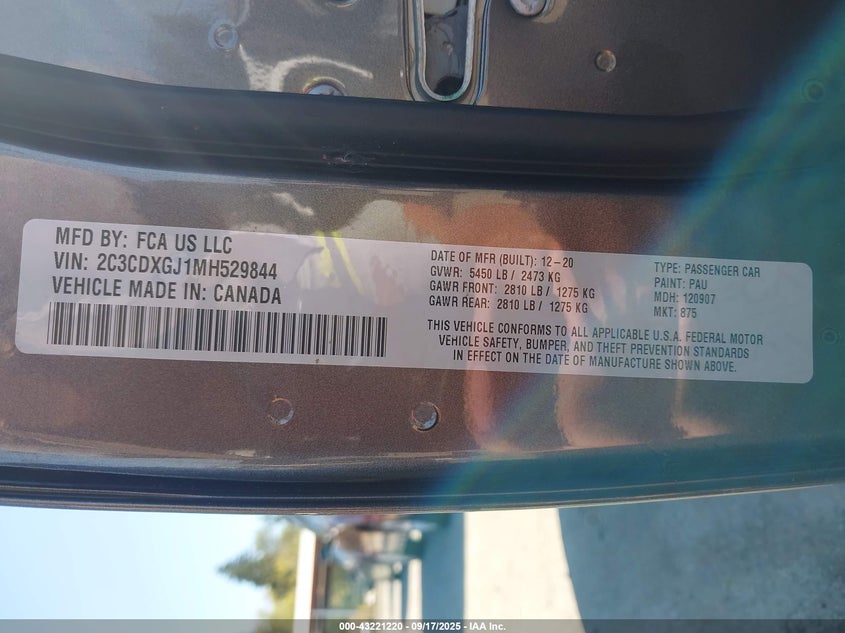 MFD BY: FCA US LLC
VIN: 2C3CDXGJ1MH529844
VEHICLE MADE IN: CANADA
DATE OF MFR (BUILT): 12-20
GVWR: 5450 LB / 2473 KG
GAWR FRONT: 2810 LB / 1275 KG
GAWR REAR: 2810 LB / 1275 KG
TYPE: PASSENGER CAR
PAINT: PAU
MDH: 120907
MKT: 875
THIS VEHICLE CONFORMS TO ALL APPLICABLE U.S.A. FEDERAL MOTOR
VEHICLE SAFETY, BUMPER, AND THEFT PREVENTION STANDARDS
IN EFFECT ON THE DATE OF MANUFACTURE SHOWN ABOVE.
000-43221220 - 09/17/2025 - IAA Inc.